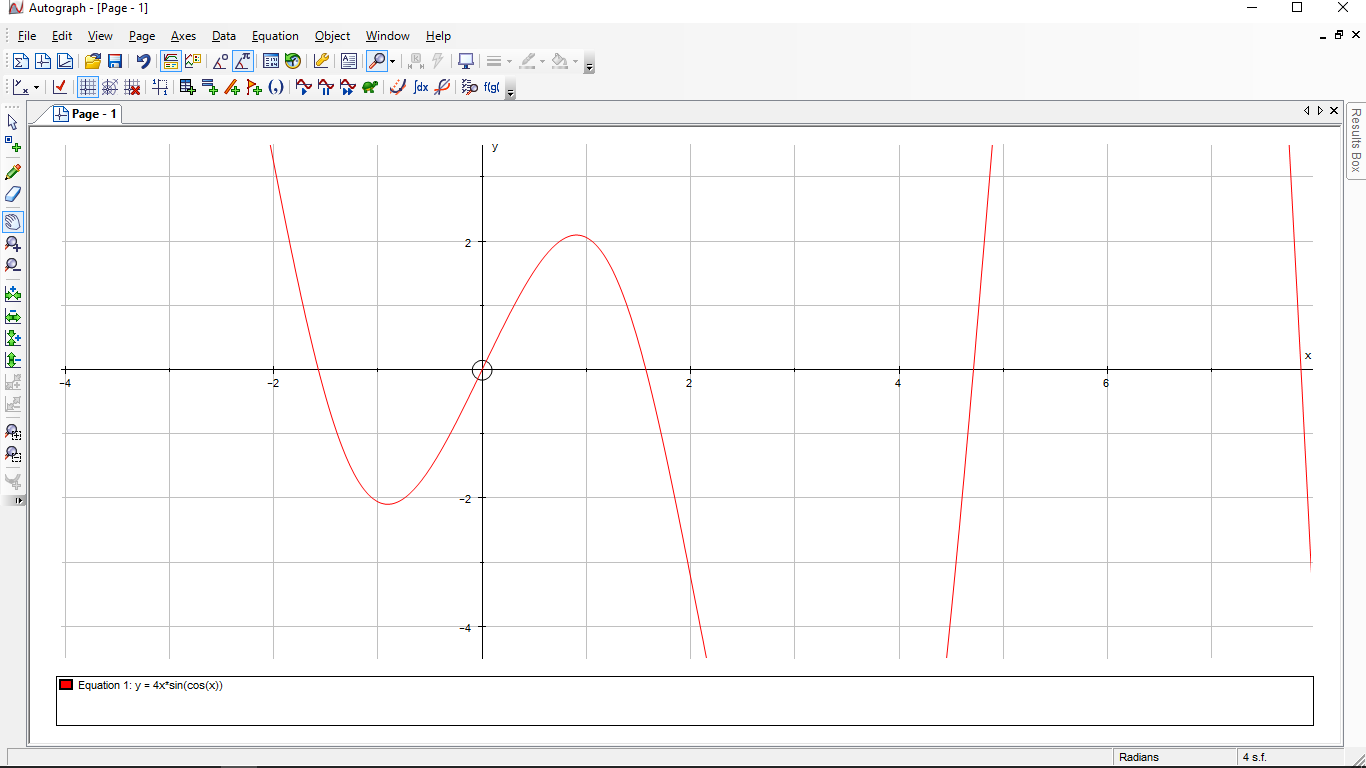 Autograph - [Page - 1]
File Edit View Page Axes Data Equation Object Window Help
∫dx f(g(
Page - 1
Results Box
y
2
x
−4 −2 2 4 6
−2
−4
Equation 1: y = 4x*sin(cos(x))
Radians 4 s.f.